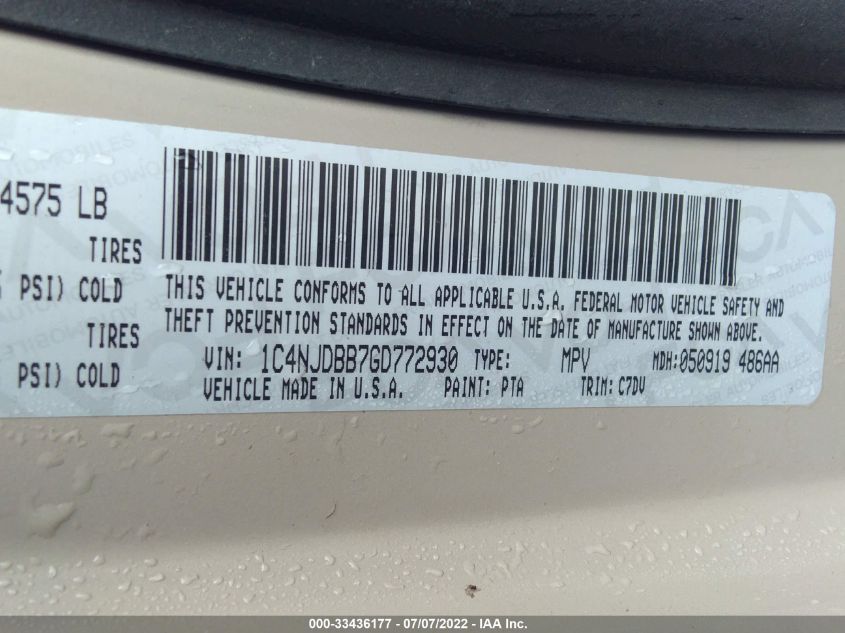 4575 LB
TIRES
PSI) COLD
TIRES
PSI) COLD
THIS VEHICLE CONFORMS TO ALL APPLICABLE U.S.A. FEDERAL MOTOR VEHICLE SAFETY AND
THEFT PREVENTION STANDARDS IN EFFECT ON THE DATE OF MANUFACTURE SHOWN ABOVE.
VIN: 1C4NJDBB7GD772930 TYPE: MPV MDH:050919 486AA
VEHICLE MADE IN U.S.A. PAINT: PTA TRIM: C7DV
000-33436177 - 07/07/2022 - IAA Inc.